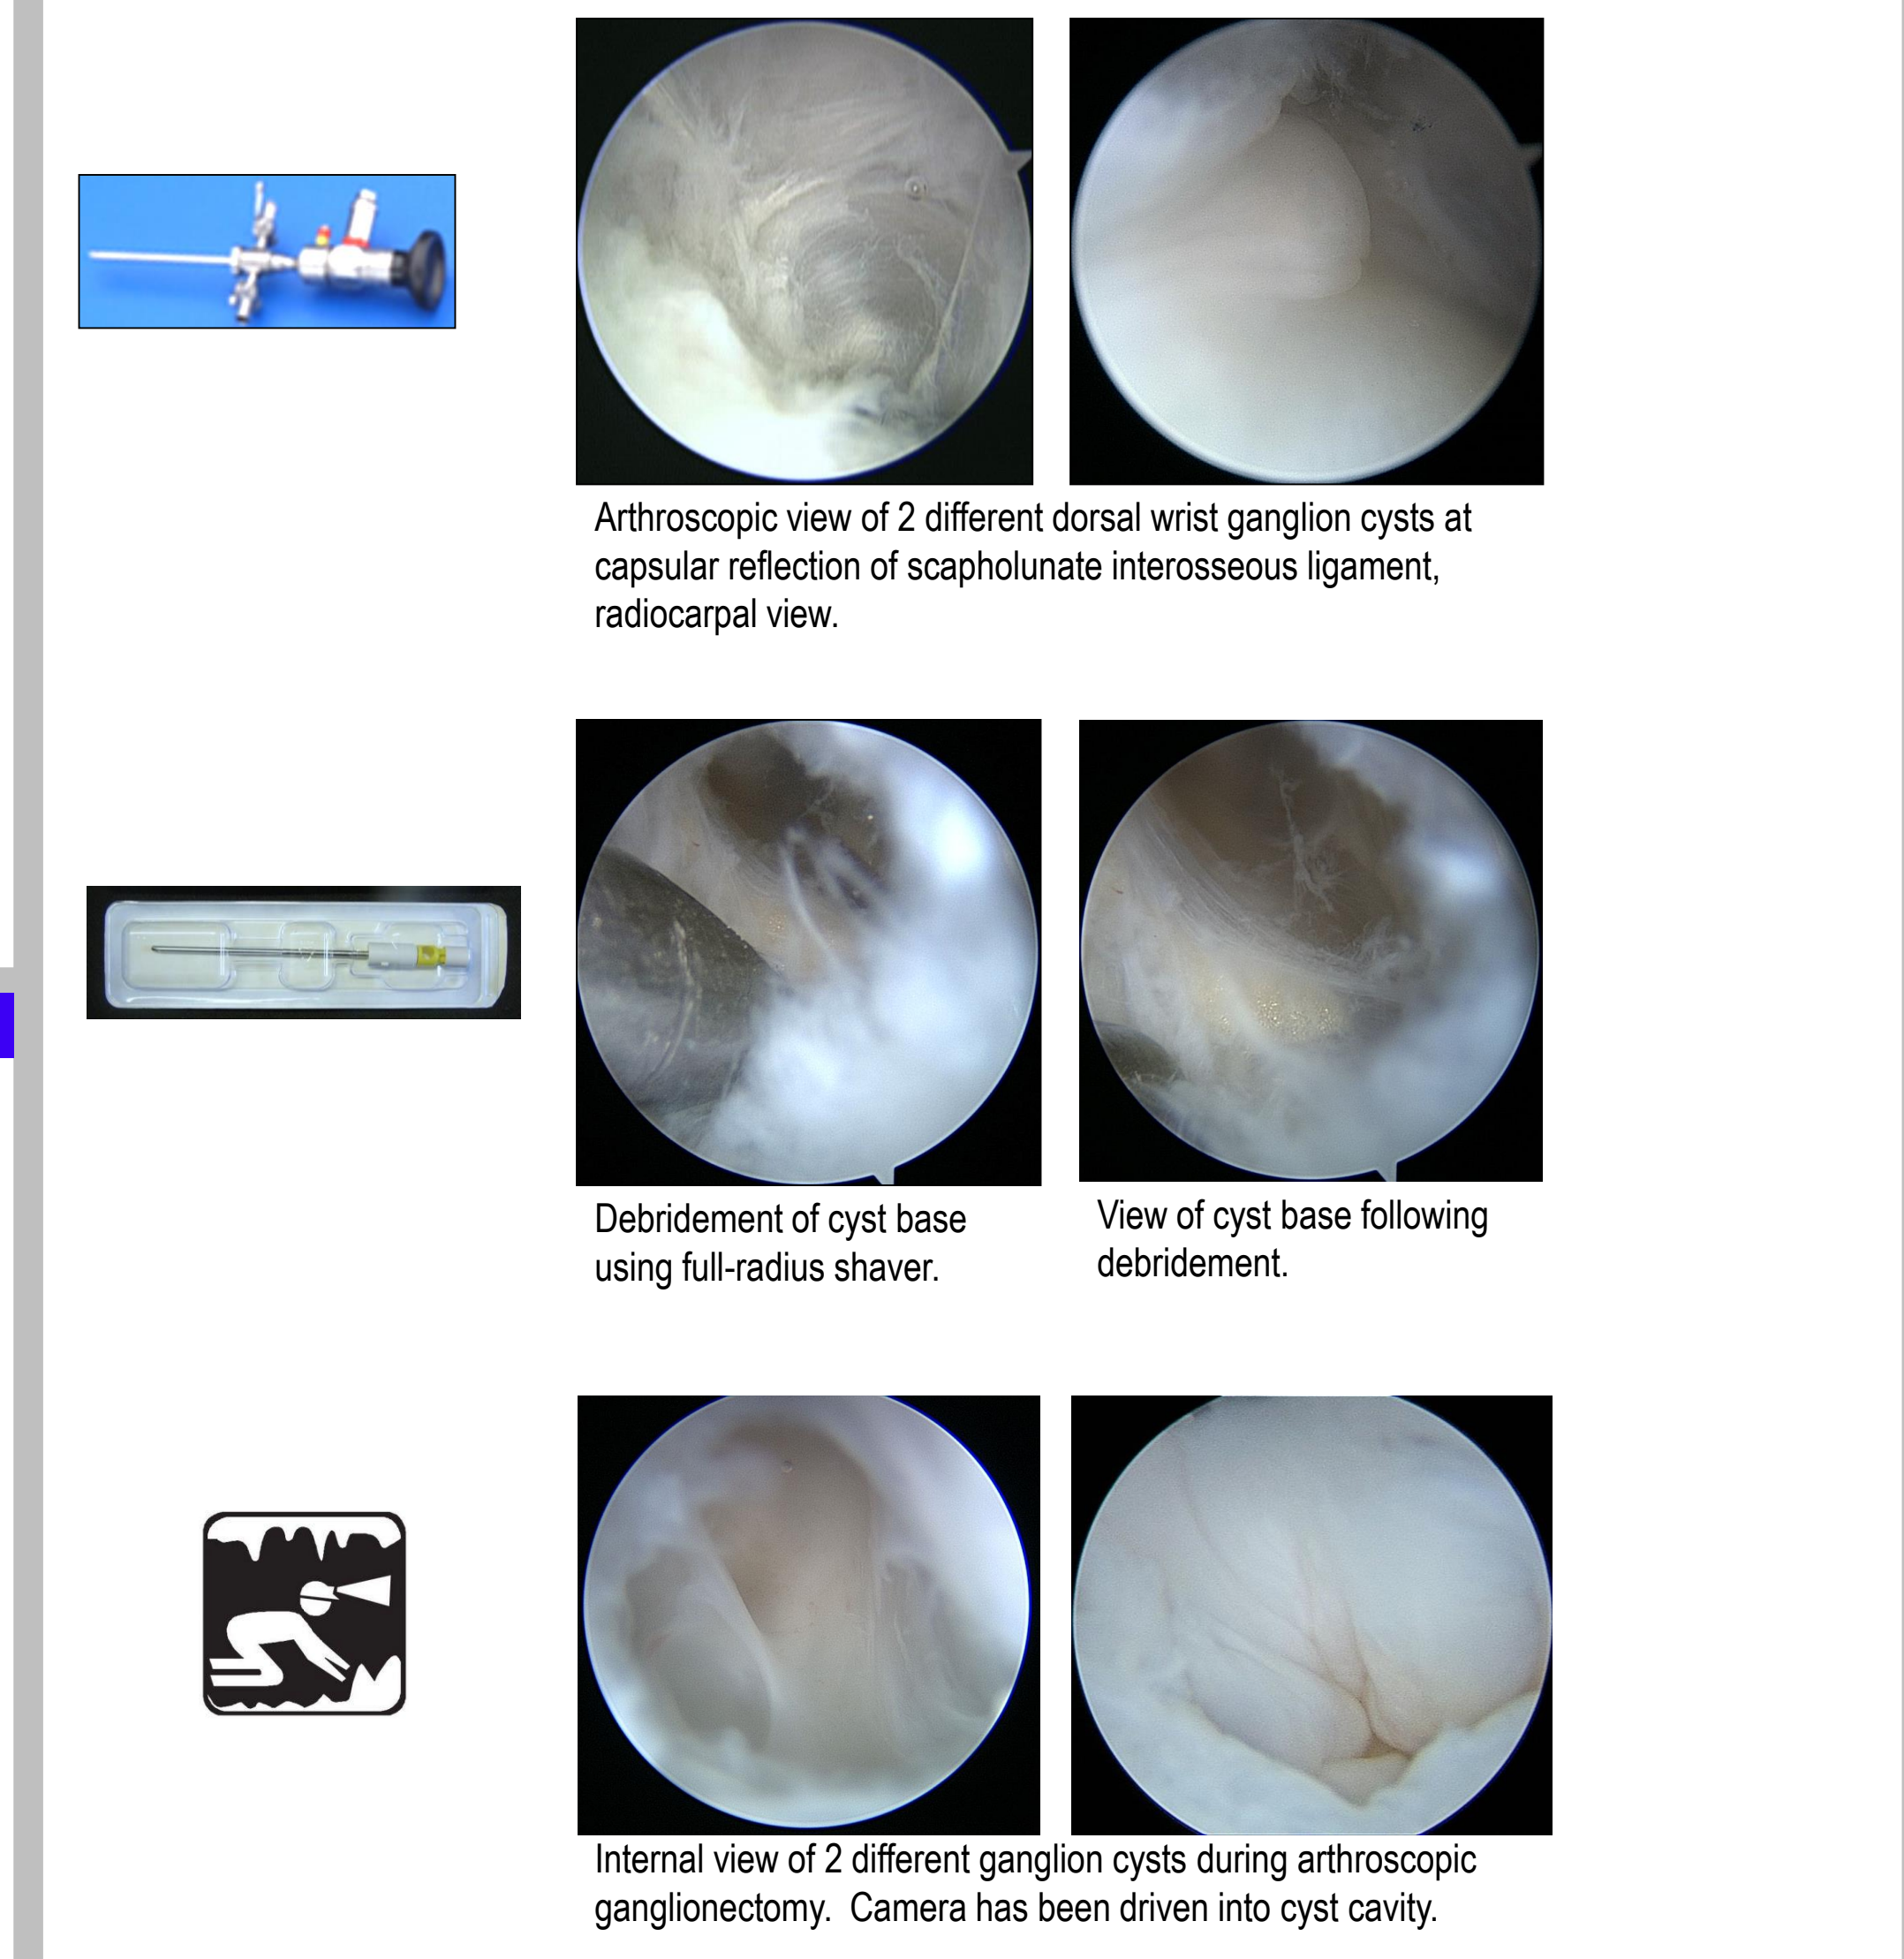 Arthroscopic view of 2 different dorsal wrist ganglion cysts at
capsular reflection of scapholunate interosseous ligament,
radiocarpal view.
Debridement of cyst base
using full-radius shaver.
View of cyst base following
debridement.
Internal view of 2 different ganglion cysts during arthroscopic
ganglionectomy.  Camera has been driven into cyst cavity.